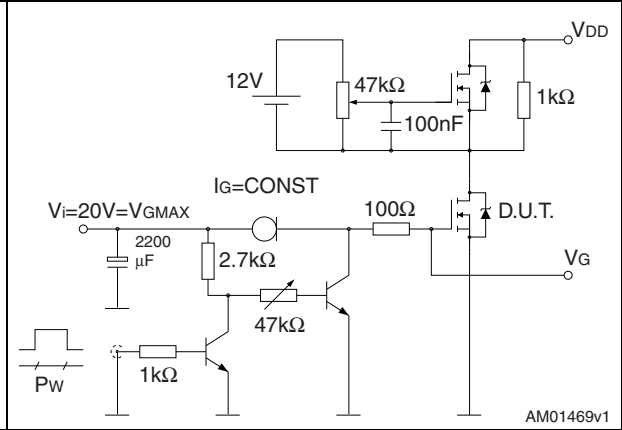 VDD
12V
47kΩ
1kΩ
100nF
IG=CONST
Vi=20V=VGMAX
100Ω
D.U.T.
2200
μF
2.7kΩ
VG
47kΩ
1kΩ
PW
AM01469v1